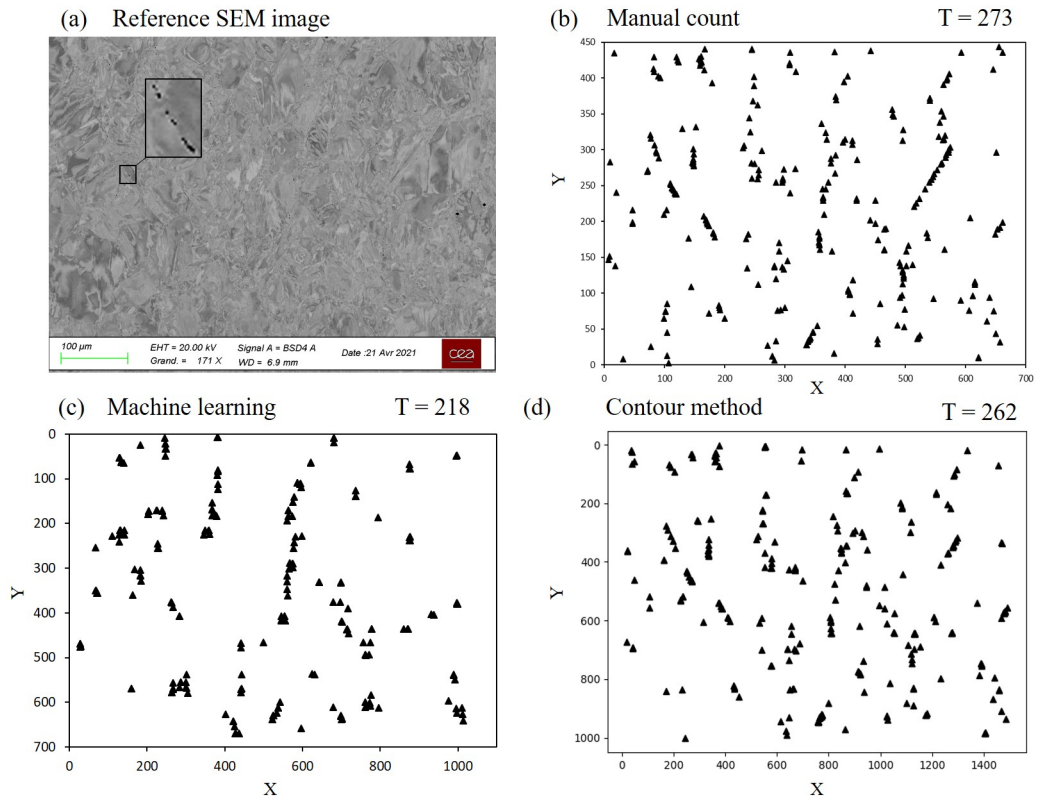 (a) Reference SEM image
(b) Manual count T = 273
100 µm
EHT = 20.00 kV Signal A = BSD4 A Date :21 Avr 2021
Grand. = 171 X WD = 6.9 mm
cea
450
400
350
300
250
200
150
100
50
0
Y
0 100 200 300 400 500 600 700
X
(c) Machine learning T = 218
0
100
200
300
400
500
600
700
Y
0 200 400 600 800 1000
X
(d) Contour method T = 262
0
200
400
600
800
1000
Y
0 200 400 600 800 1000 1200 1400
X